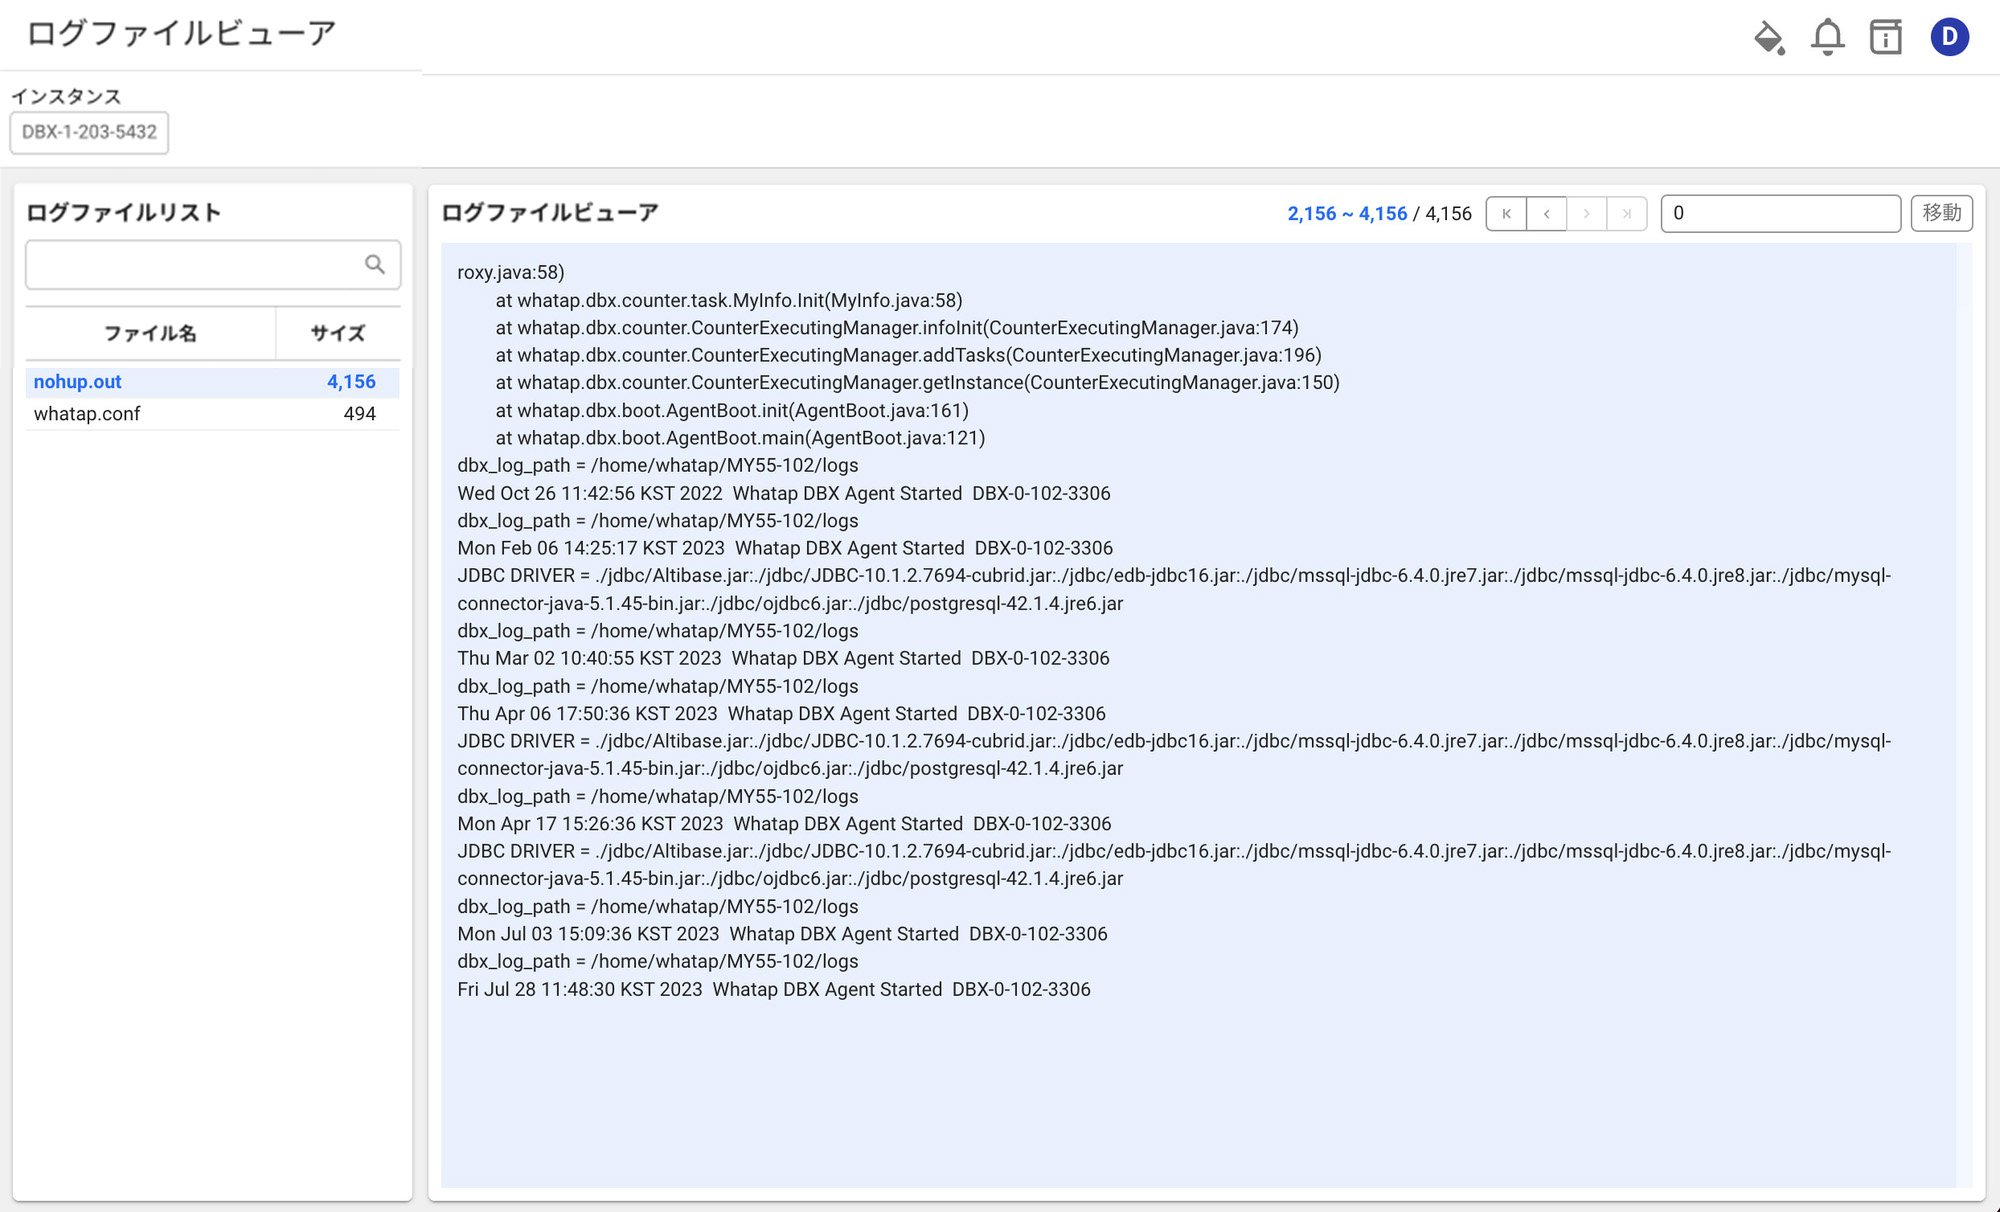 ログファイルビューア
D
インスタンス
DBX-1-203-5432
ログファイルリスト
ファイル名 サイズ
nohup.out 4,156
whatap.conf 494
ログファイルビューア 2,156 ~ 4,156 / 4,156 0 移動
roxy.java:58)
at whatap.dbx.counter.task.MyInfo.Init(MyInfo.java:58)
at whatap.dbx.counter.CounterExecutingManager.infoInit(CounterExecutingManager.java:174)
at whatap.dbx.counter.CounterExecutingManager.addTasks(CounterExecutingManager.java:196)
at whatap.dbx.counter.CounterExecutingManager.getInstance(CounterExecutingManager.java:150)
at whatap.dbx.boot.AgentBoot.init(AgentBoot.java:161)
at whatap.dbx.boot.AgentBoot.main(AgentBoot.java:121)
dbx_log_path = /home/whatap/MY55-102/logs
Wed Oct 26 11:42:56 KST 2022  Whatap DBX Agent Started  DBX-0-102-3306
dbx_log_path = /home/whatap/MY55-102/logs
Mon Feb 06 14:25:17 KST 2023  Whatap DBX Agent Started  DBX-0-102-3306
JDBC DRIVER = ./jdbc/Altibase.jar:./jdbc/JDBC-10.1.2.7694-cubrid.jar:./jdbc/edb-jdbc16.jar:./jdbc/mssql-jdbc-6.4.0.jre7.jar:./jdbc/mssql-jdbc-6.4.0.jre8.jar:./jdbc/mysql-
connector-java-5.1.45-bin.jar:./jdbc/ojdbc6.jar:./jdbc/postgresql-42.1.4.jre6.jar
dbx_log_path = /home/whatap/MY55-102/logs
Thu Mar 02 10:40:55 KST 2023  Whatap DBX Agent Started  DBX-0-102-3306
dbx_log_path = /home/whatap/MY55-102/logs
Thu Apr 06 17:50:36 KST 2023  Whatap DBX Agent Started  DBX-0-102-3306
JDBC DRIVER = ./jdbc/Altibase.jar:./jdbc/JDBC-10.1.2.7694-cubrid.jar:./jdbc/edb-jdbc16.jar:./jdbc/mssql-jdbc-6.4.0.jre7.jar:./jdbc/mssql-jdbc-6.4.0.jre8.jar:./jdbc/mysql-
connector-java-5.1.45-bin.jar:./jdbc/ojdbc6.jar:./jdbc/postgresql-42.1.4.jre6.jar
dbx_log_path = /home/whatap/MY55-102/logs
Mon Apr 17 15:26:36 KST 2023  Whatap DBX Agent Started  DBX-0-102-3306
JDBC DRIVER = ./jdbc/Altibase.jar:./jdbc/JDBC-10.1.2.7694-cubrid.jar:./jdbc/edb-jdbc16.jar:./jdbc/mssql-jdbc-6.4.0.jre7.jar:./jdbc/mssql-jdbc-6.4.0.jre8.jar:./jdbc/mysql-
connector-java-5.1.45-bin.jar:./jdbc/ojdbc6.jar:./jdbc/postgresql-42.1.4.jre6.jar
dbx_log_path = /home/whatap/MY55-102/logs
Mon Jul 03 15:09:36 KST 2023  Whatap DBX Agent Started  DBX-0-102-3306
dbx_log_path = /home/whatap/MY55-102/logs
Fri Jul 28 11:48:30 KST 2023  Whatap DBX Agent Started  DBX-0-102-3306